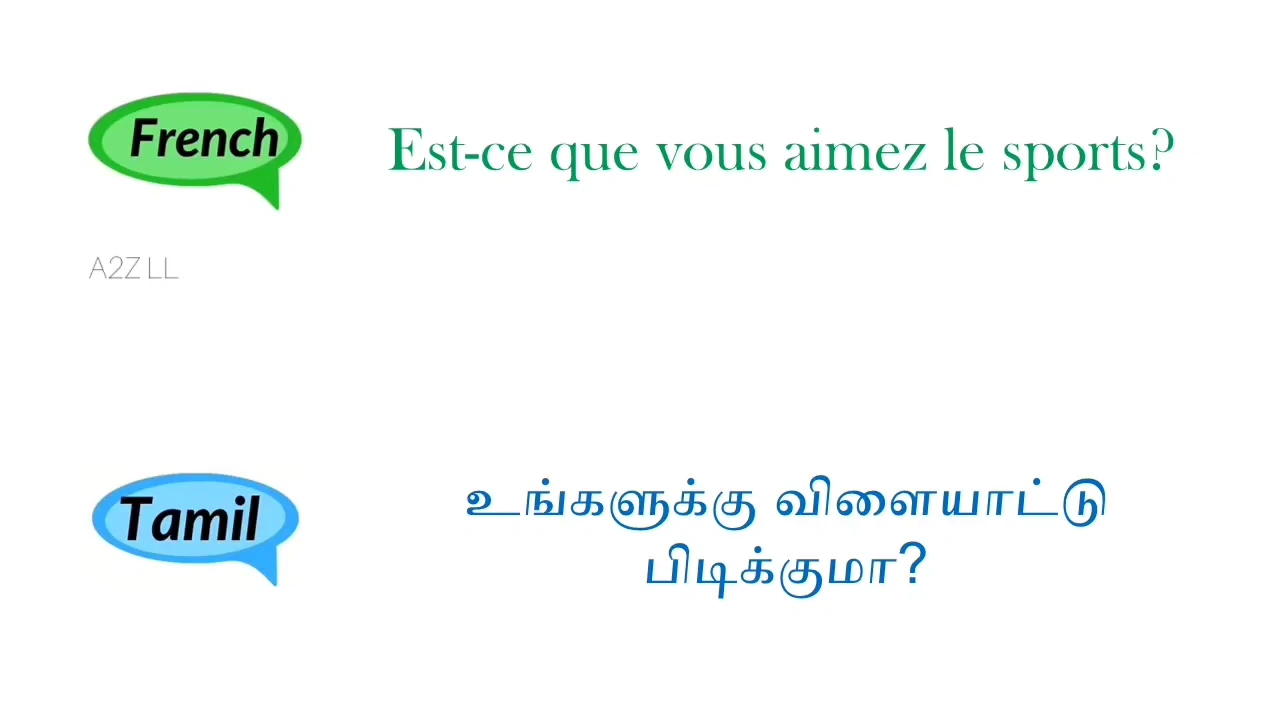 French
Est-ce que vous aimez le sports?
A2Z LL
Tamil
உங்களுக்கு விளையாட்டு
பிடிக்குமா?